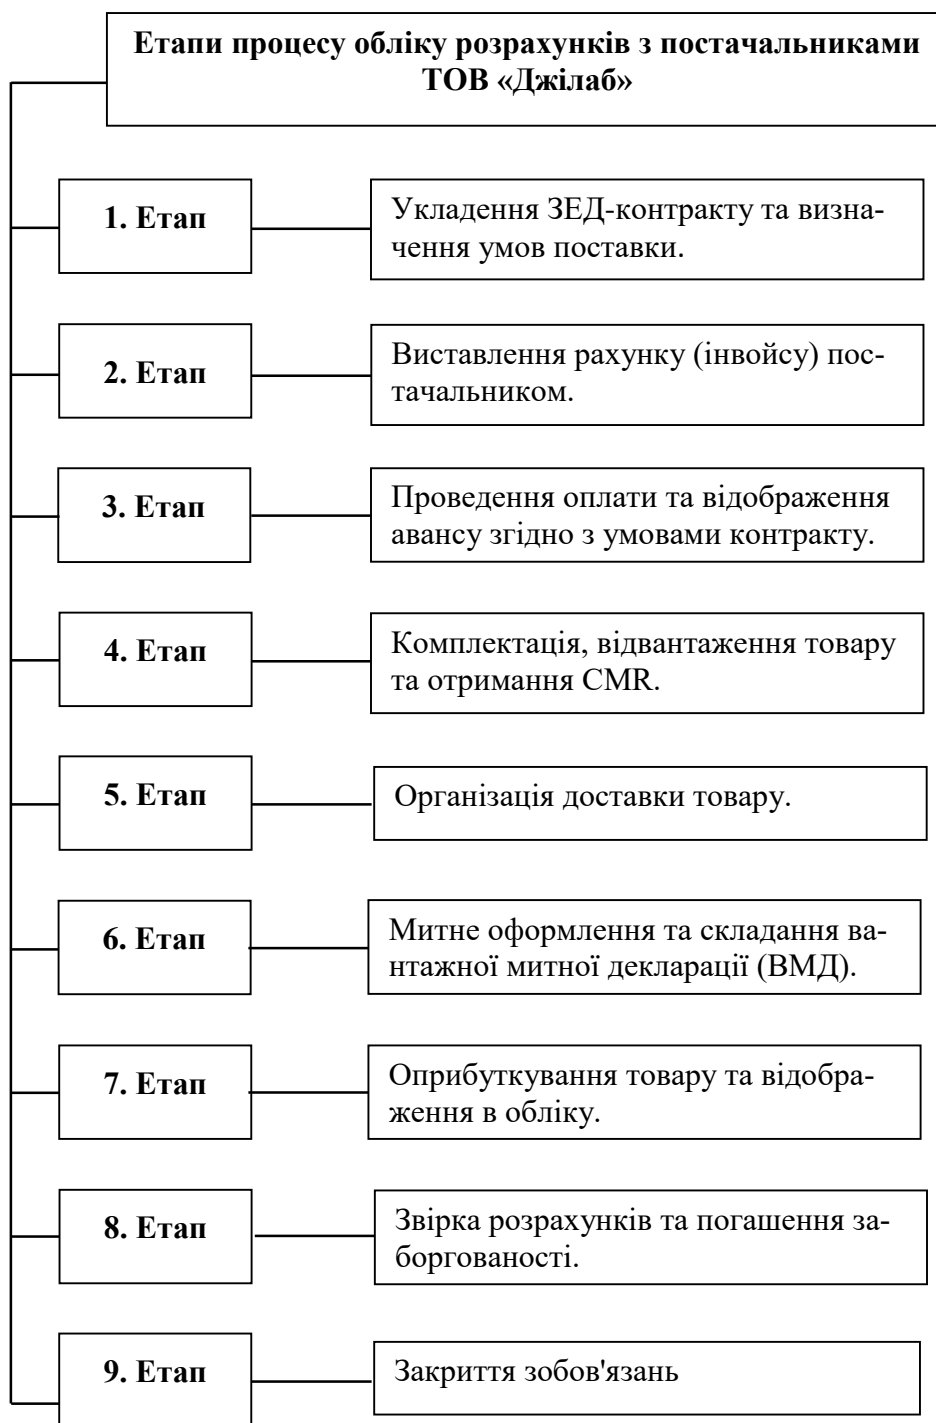 Етапи процесу обліку розрахунків з постачальниками
ТОВ «Джілаб»
1. Етап
Укладення ЗЕД-контракту та визна-
чення умов поставки.
2. Етап
Виставлення рахунку (інвойсу) пос-
тачальником.
3. Етап
Проведення оплати та відображення
авансу згідно з умовами контракту.
4. Етап
Комплектація, відвантаження товару
та отримання CMR.
5. Етап
Організація доставки товару.
6. Етап
Митне оформлення та складання ва-
нтажної митної декларації (ВМД).
7. Етап
Оприбуткування товару та відобра-
ження в обліку.
8. Етап
Звірка розрахунків та погашення за-
боргованості.
9. Етап
Закриття зобов'язань